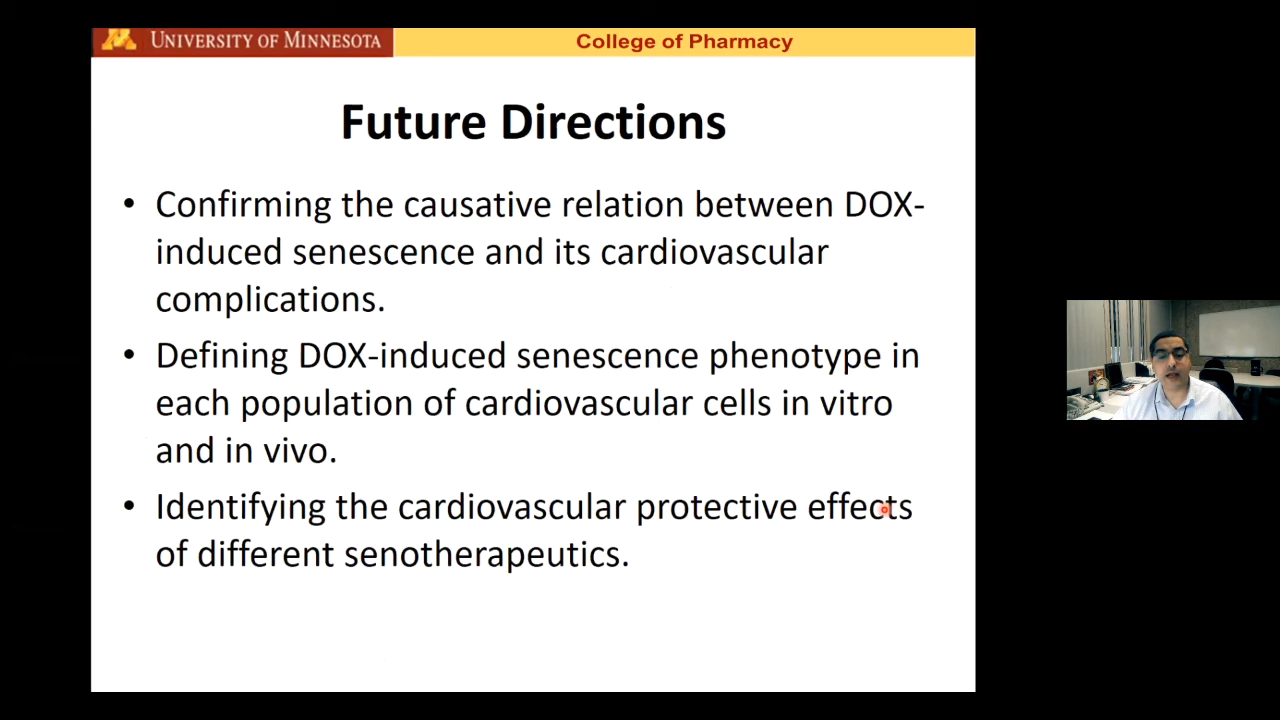 UNIVERSITY OF MINNESOTA
College of Pharmacy
Future Directions
• Confirming the causative relation between DOX-
induced senescence and its cardiovascular
complications.
• Defining DOX-induced senescence phenotype in
each population of cardiovascular cells in vitro
and in vivo.
• Identifying the cardiovascular protective effects
of different senotherapeutics.